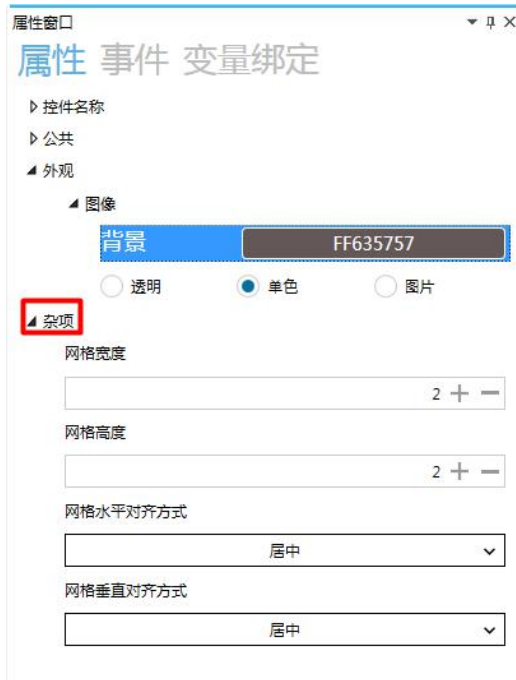 属性窗口
属性 事件 变量绑定
控件名称
公共
外观
图像
背景 FF635757
透明 单色 图片
杂项
网格宽度
2
网格高度
2
网格水平对齐方式
居中
网格垂直对齐方式
居中